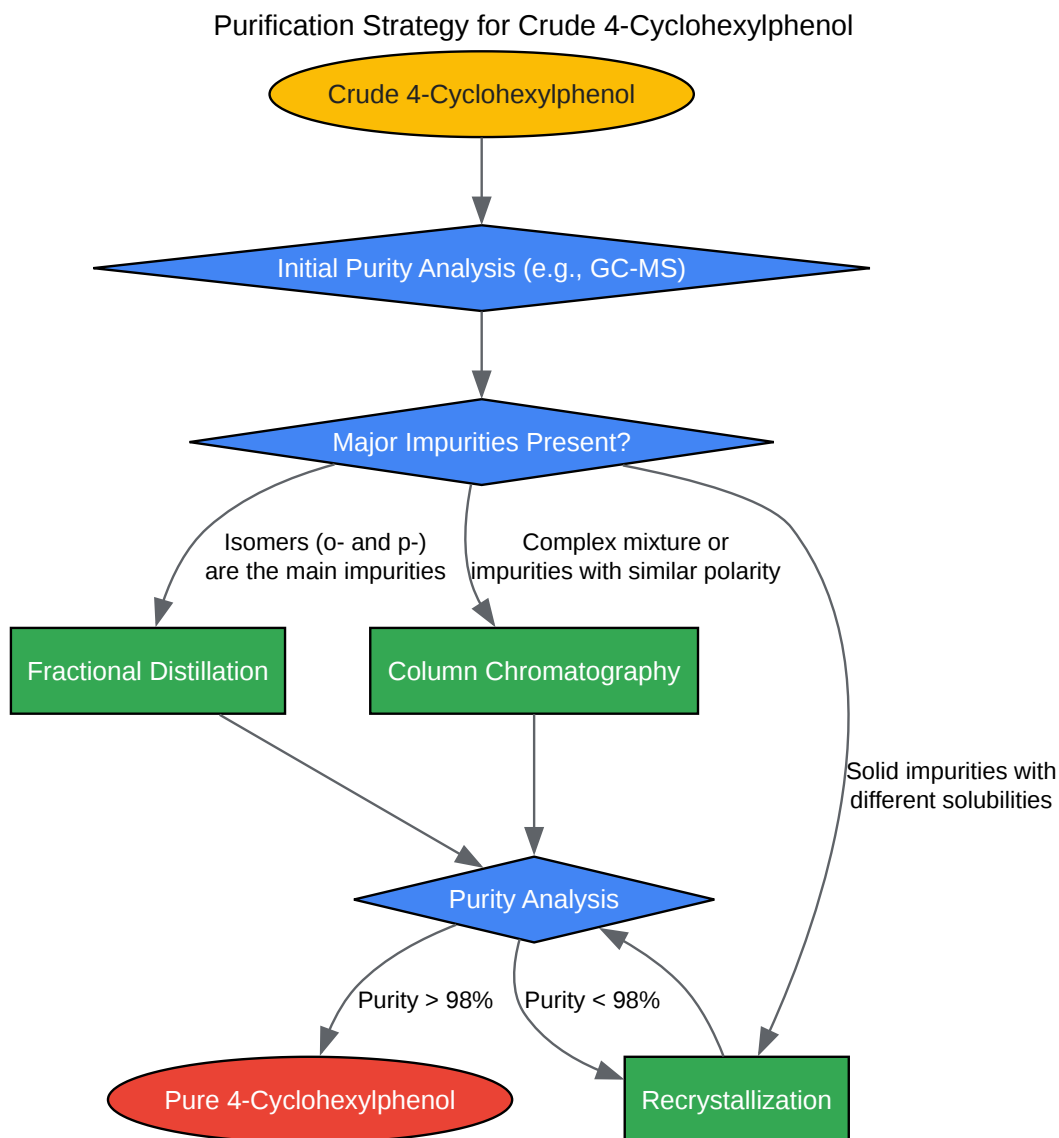 Purification Strategy for Crude 4-Cyclohexylphenol
Crude 4-Cyclohexylphenol
Initial Purity Analysis (e.g., GC-MS)
Major Impurities Present?
Isomers (o- and p-)
are the main impurities
Complex mixture or
impurities with similar polarity
Fractional Distillation
Column Chromatography
Solid impurities with
different solubilities
Purity Analysis
Purity > 98%
Purity < 98%
Pure 4-Cyclohexylphenol
Recrystallization